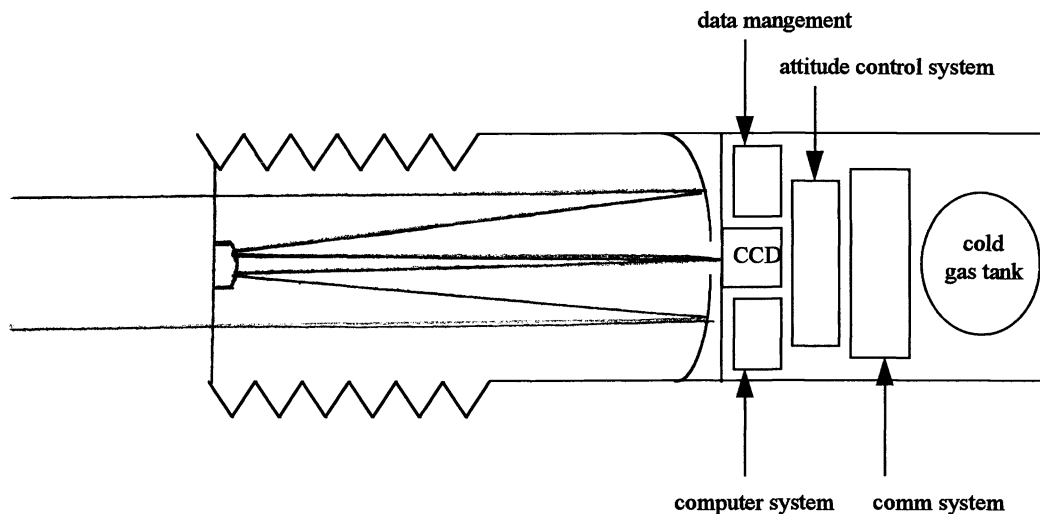 data mangement
attitude control system
CCD
cold
gas tank
computer system
comm system